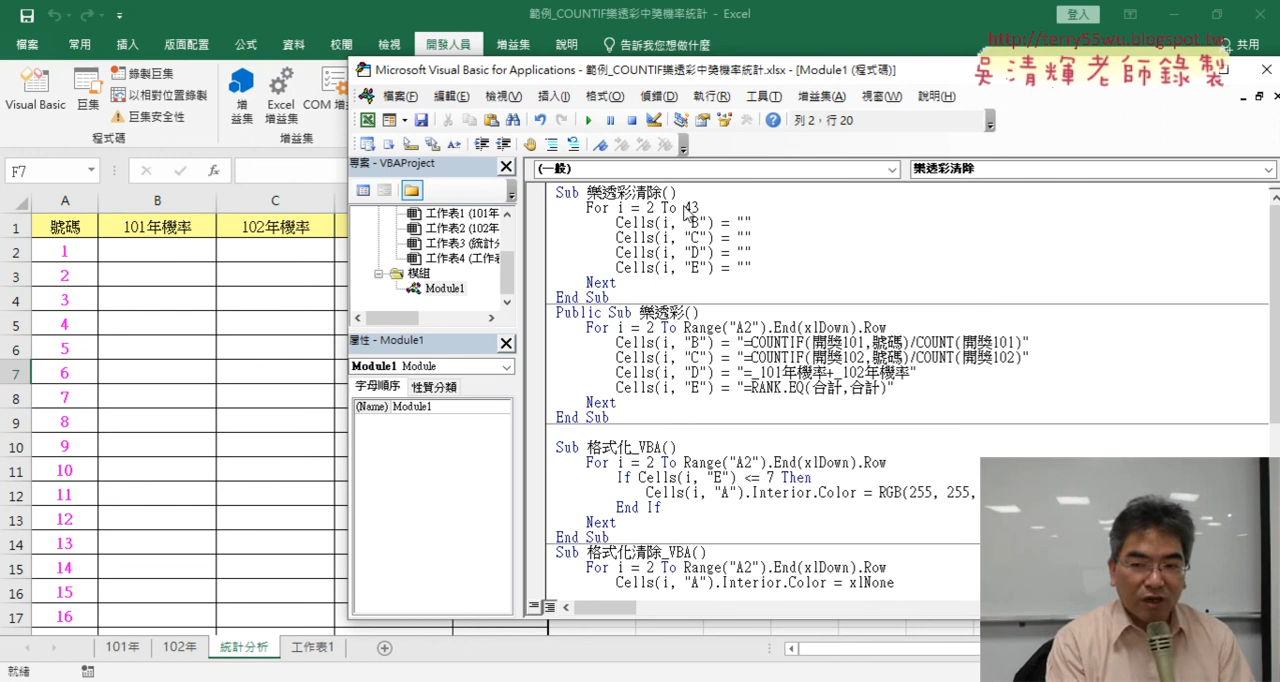 範例_COUNTIF樂透彩中獎機率統計 - Excel
登入
檔案 常用 插入 版面配置 公式 資料 校閱 檢視 開發人員 增益集 說明 告訴我您想做什麼
共用
http://terry55wu.blogspot.tw
吳清輝老師錄製
Visual Basic
巨集
錄製巨集
以相對位置錄製
巨集安全性
程式碼
增益集
Excel 增益集
COM 增
增益集
F7
fx
A B C
1 號碼 101年機率 102年機率
2 1
3 2
4 3
5 4
6 5
7 6
8 7
9 8
10 9
11 10
12 11
13 12
14 13
15 14
16 15
17 16
101年 102年 統計分析 工作表1
就緒
Microsoft Visual Basic for Applications - 範例_COUNTIF樂透彩中獎機率統計.xlsx - [Module1 (程式碼)]
檔案(F) 編輯(E) 檢視(V) 插入(I) 格式(O) 偵錯(D) 執行(R) 工具(T) 增益集(A) 視窗(W) 說明(H)
列 2，行 20
專案 - VBAProject
工作表1 (101年
工作表2 (102年
工作表3 (統計分
工作表4 (工作表
模組
Module1
屬性 - Module1
Module1 Module
字母順序 性質分類
(Name) Module1
(一般)
樂透彩清除
Sub 樂透彩清除()
For i = 2 To 43
Cells(i, "B") = ""
Cells(i, "C") = ""
Cells(i, "D") = ""
Cells(i, "E") = ""
Next
End Sub
Public Sub 樂透彩()
For i = 2 To Range("A2").End(xlDown).Row
Cells(i, "B") = "=COUNTIF(開獎101,號碼)/COUNT(開獎101)"
Cells(i, "C") = "=COUNTIF(開獎102,號碼)/COUNT(開獎102)"
Cells(i, "D") = "=_101年機率+_102年機率"
Cells(i, "E") = "=RANK.EQ(合計,合計)"
Next
End Sub
Sub 格式化_VBA()
For i = 2 To Range("A2").End(xlDown).Row
If Cells(i, "E") <= 7 Then
Cells(i, "A").Interior.Color = RGB(255, 255,
End If
Next
End Sub
Sub 格式化清除_VBA()
For i = 2 To Range("A2").End(xlDown).Row
Cells(i, "A").Interior.Color = xlNone